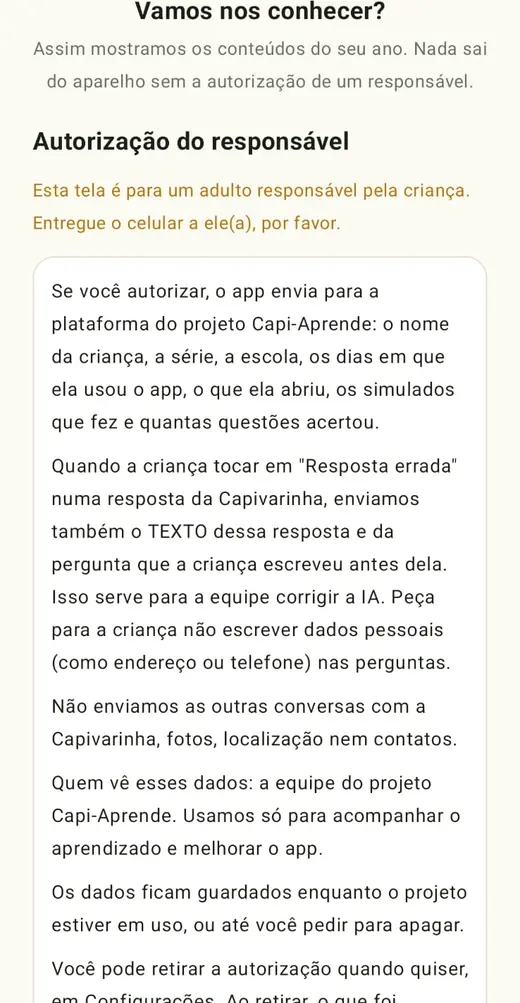 Vamos nos conhecer?
Assim mostramos os conteúdos do seu ano. Nada sai
do aparelho sem a autorização de um responsável.
Autorização do responsável
Esta tela é para um adulto responsável pela criança.
Entregue o celular a ele(a), por favor.
Se você autorizar, o app envia para a
plataforma do projeto Capi-Aprende: o nome
da criança, a série, a escola, os dias em que
ela usou o app, o que ela abriu, os simulados
que fez e quantas questões acertou.
Quando a criança tocar em "Resposta errada"
numa resposta da Capivarinha, enviamos
também o TEXTO dessa resposta e da
pergunta que a criança escreveu antes dela.
Isso serve para a equipe corrigir a IA. Peça
para a criança não escrever dados pessoais
(como endereço ou telefone) nas perguntas.
Não enviamos as outras conversas com a
Capivarinha, fotos, localização nem contatos.
Quem vê esses dados: a equipe do projeto
Capi-Aprende. Usamos só para acompanhar o
aprendizado e melhorar o app.
Os dados ficam guardados enquanto o projeto
estiver em uso, ou até você pedir para apagar.
Você pode retirar a autorização quando quiser,
em Configurações. Ao retirar, o que foi